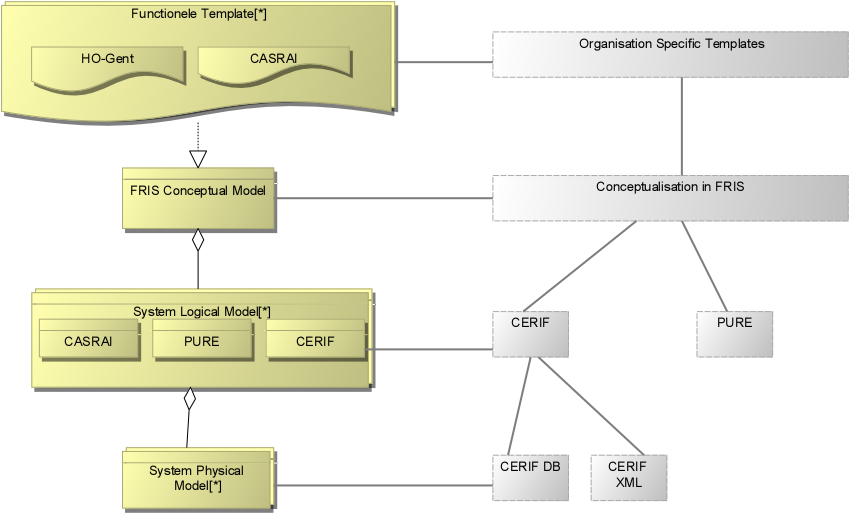 Functionele Template[*]
HO-Gent
CASRAI
Organisation Specific Templates
FRIS Conceptual Model
Conceptualisation in FRIS
System Logical Model[*]
CASRAI
PURE
CERIF
CERIF
PURE
System Physical
Model[*]
CERIF DB
CERIF
XML